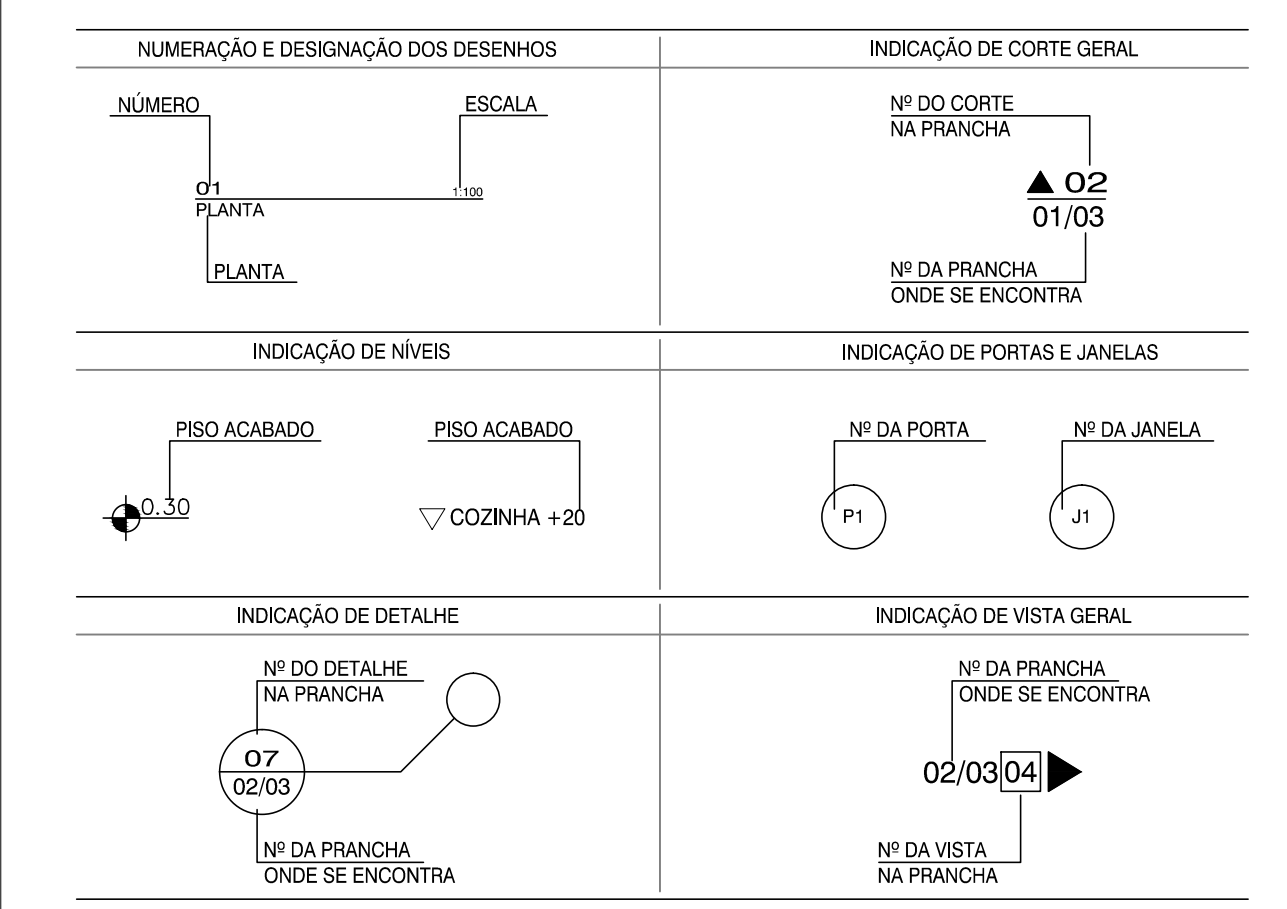 NUMERAÇÃO E DESIGNAÇÃO DOS DESENHOS
NÚMERO
ESCALA
01
1:100
PLANTA
PLANTA
INDICAÇÃO DE CORTE GERAL
Nº DO CORTE
NA PRANCHA
02
01/03
Nº DA PRANCHA
ONDE SE ENCONTRA
INDICAÇÃO DE NÍVEIS
PISO ACABADO
PISO ACABADO
0.30
COZINHA +20
INDICAÇÃO DE PORTAS E JANELAS
Nº DA PORTA
Nº DA JANELA
P1
J1
INDICAÇÃO DE DETALHE
Nº DO DETALHE
NA PRANCHA
07
02/03
Nº DA PRANCHA
ONDE SE ENCONTRA
INDICAÇÃO DE VISTA GERAL
Nº DA PRANCHA
ONDE SE ENCONTRA
02/03 04
Nº DA VISTA
NA PRANCHA